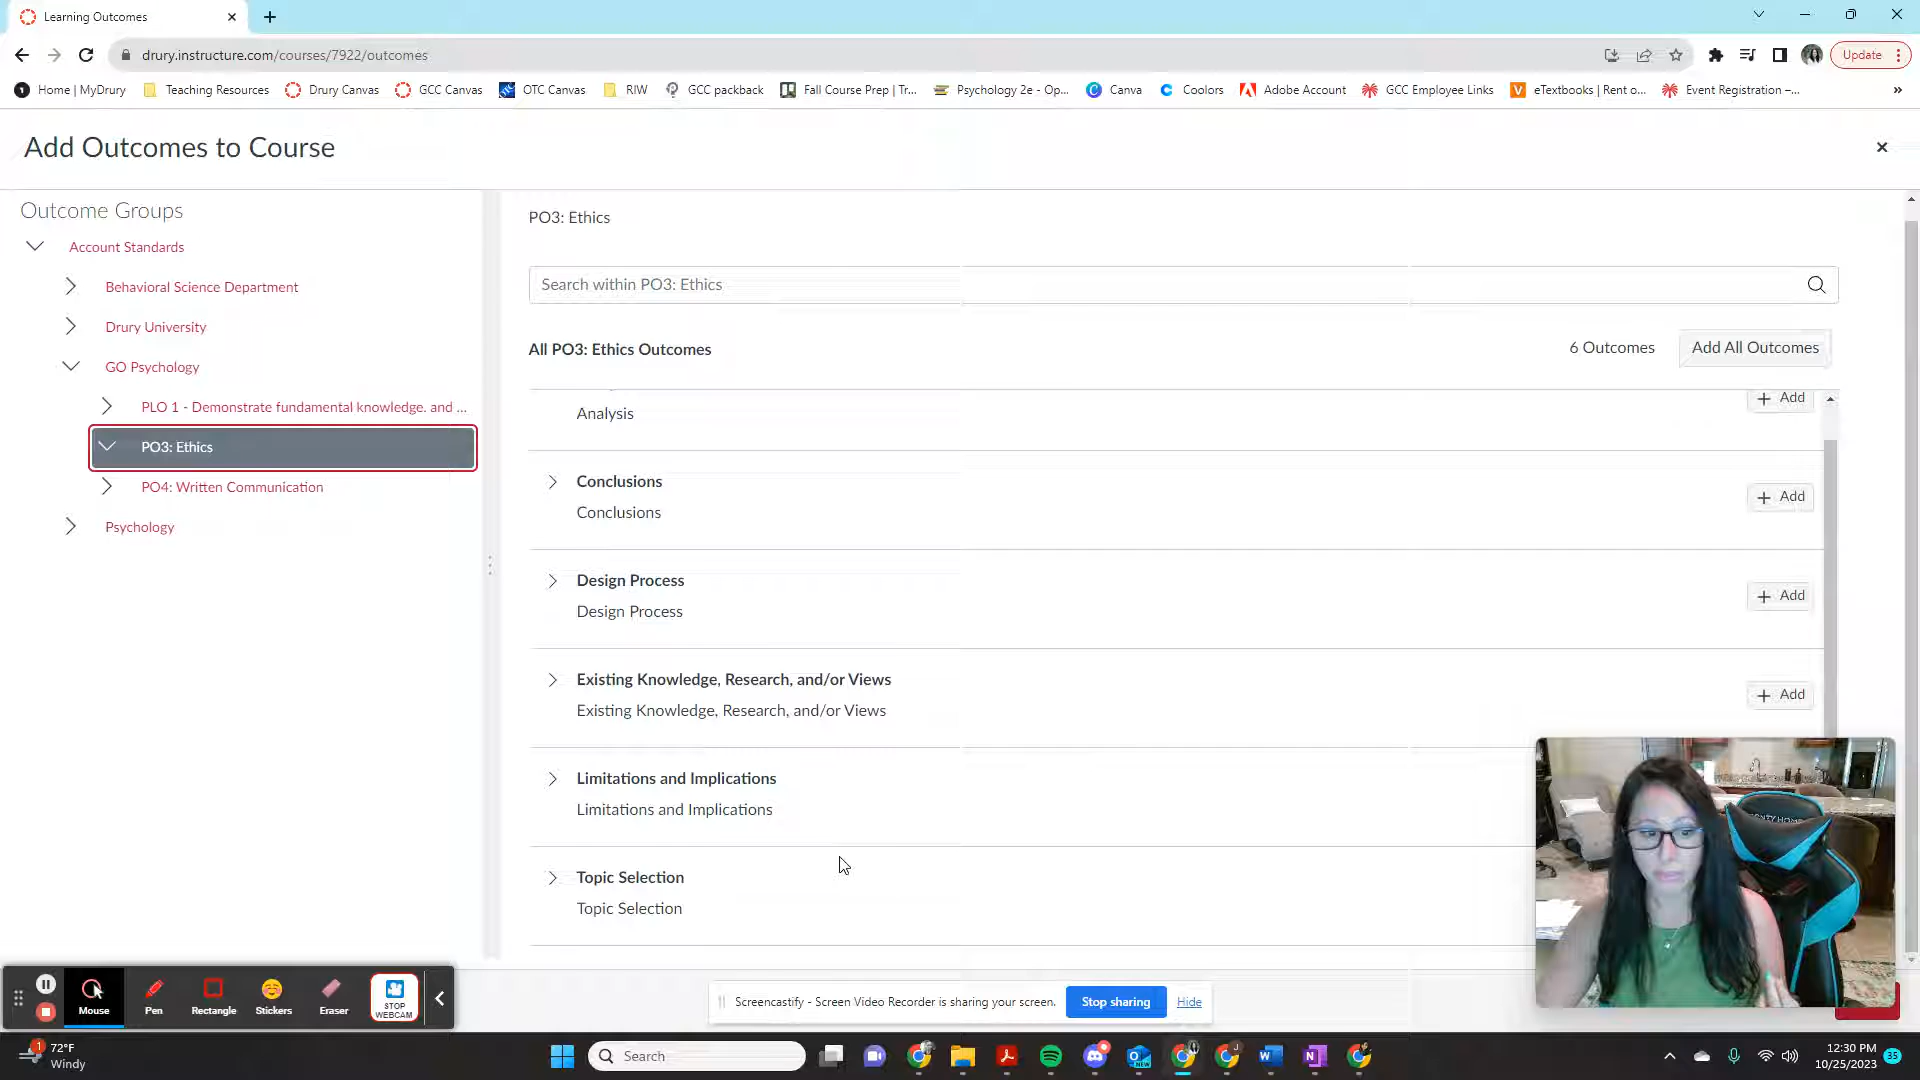 Learning Outcomes
drury.instructure.com/courses/7922/outcomes
Update
Home | MyDrury
Teaching Resources
Drury Canvas
GCC Canvas
OTC Canvas
RIW
GCC packback
Fall Course Prep | Tr...
Psychology 2e - Op...
Canva
Coolors
Adobe Account
GCC Employee Links
eTextbooks | Rent o...
Event Registration –...
Add Outcomes to Course
Outcome Groups
Account Standards
Behavioral Science Department
Drury University
GO Psychology
PLO 1 - Demonstrate fundamental knowledge. and ...
PO3: Ethics
PO4: Written Communication
Psychology
PO3: Ethics
Search within PO3: Ethics
All PO3: Ethics Outcomes
6 Outcomes
Add All Outcomes
Analysis
Add
Conclusions
Conclusions
Add
Design Process
Design Process
Add
Existing Knowledge, Research, and/or Views
Existing Knowledge, Research, and/or Views
Add
Limitations and Implications
Limitations and Implications
Topic Selection
Topic Selection
Mouse
Pen
Rectangle
Stickers
Eraser
STOP
WEBCAM
Screencastify - Screen Video Recorder is sharing your screen.
Stop sharing
Hide
1
72°F
Windy
Search
12:30 PM
10/25/2023
35